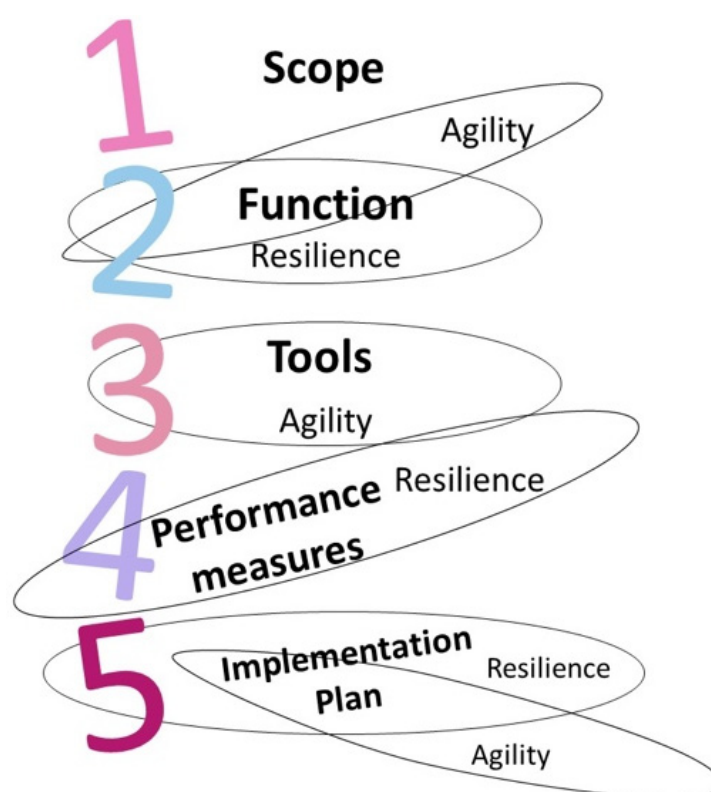 1
Scope
Agility
2
Function
Resilience
3
Tools
Agility
4
Performance
measures
Resilience
5
Implementation
Plan
Resilience
Agility